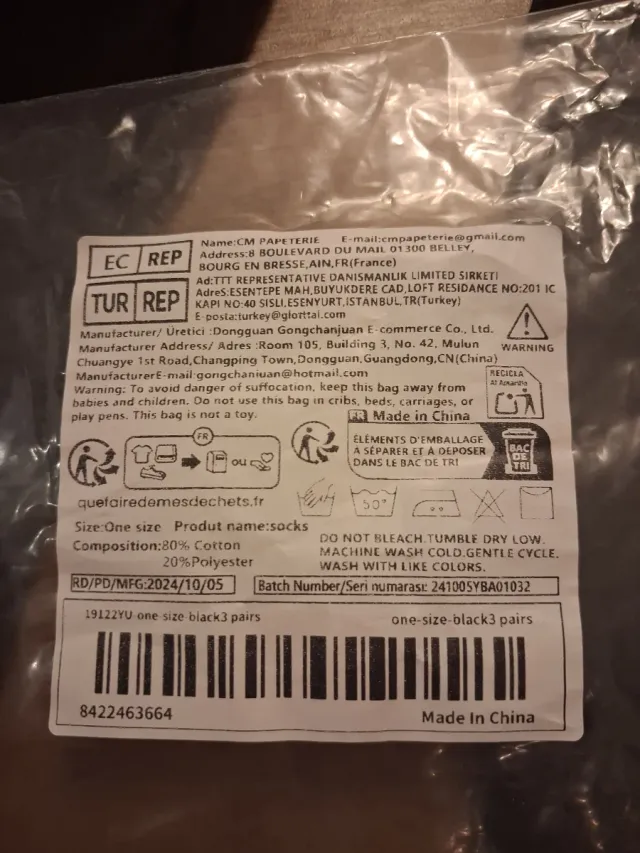 EC REP
Name:CM PAPETERIE E-mail:cmpapeterie@gmail.com
Address:8 BOULEVARD DU MAIL 01300 BELLEY,
BOURG EN BRESSE,AIN,FR(France)
TUR REP
Ad:TTT REPRESENTATIVE DANISMANLIK LIMITED SIRKETI
AdreS:ESENTEPE MAH,BUYUKDERE CAD,LOFT RESIDANCE NO:201 IC
KAPI NO:40 SISLI,ESENYURT,ISTANBUL,TR(Turkey)
E-posta:turkey@glorttai.com
Manufacturer/ Uretici :Dongguan Gongchanjuan E-commerce Co., Ltd.
Manufacturer Address/ Adres :Room 105, Building 3, No. 42, Mulun
Chuangye 1st Road,Changping Town,Dongguan,Guangdong,CN(China)
ManufacturerE-mail:gongchanjuan@hotmail.com
WARNING
Warning: To avoid danger of suffocation, keep this bag away from
babies and children. Do not use this bag in cribs, beds, carriages, or
play pens. This bag is not a toy.
RECICLA
Al Amarillo
FR Made in China
FR
OU
ÉLÉMENTS D'EMBALLAGE
À SÉPARER ET À DÉPOSER
DANS LE BAC DE TRI
BAC
DE
TRI
quefairedemesdechets.fr
50°
Size:One size Produt name:socks
Composition:80% Cotton
20%Polyester
DO NOT BLEACH.TUMBLE DRY LOW.
MACHINE WASH COLD.GENTLE CYCLE.
WASH WITH LIKE COLORS.
RD/PD/MFG:2024/10/05
Batch Number/Seri numarası: 241005YBA01032
19122YU-one size-black3 pairs
one-size-black3 pairs
8422463664
Made In China